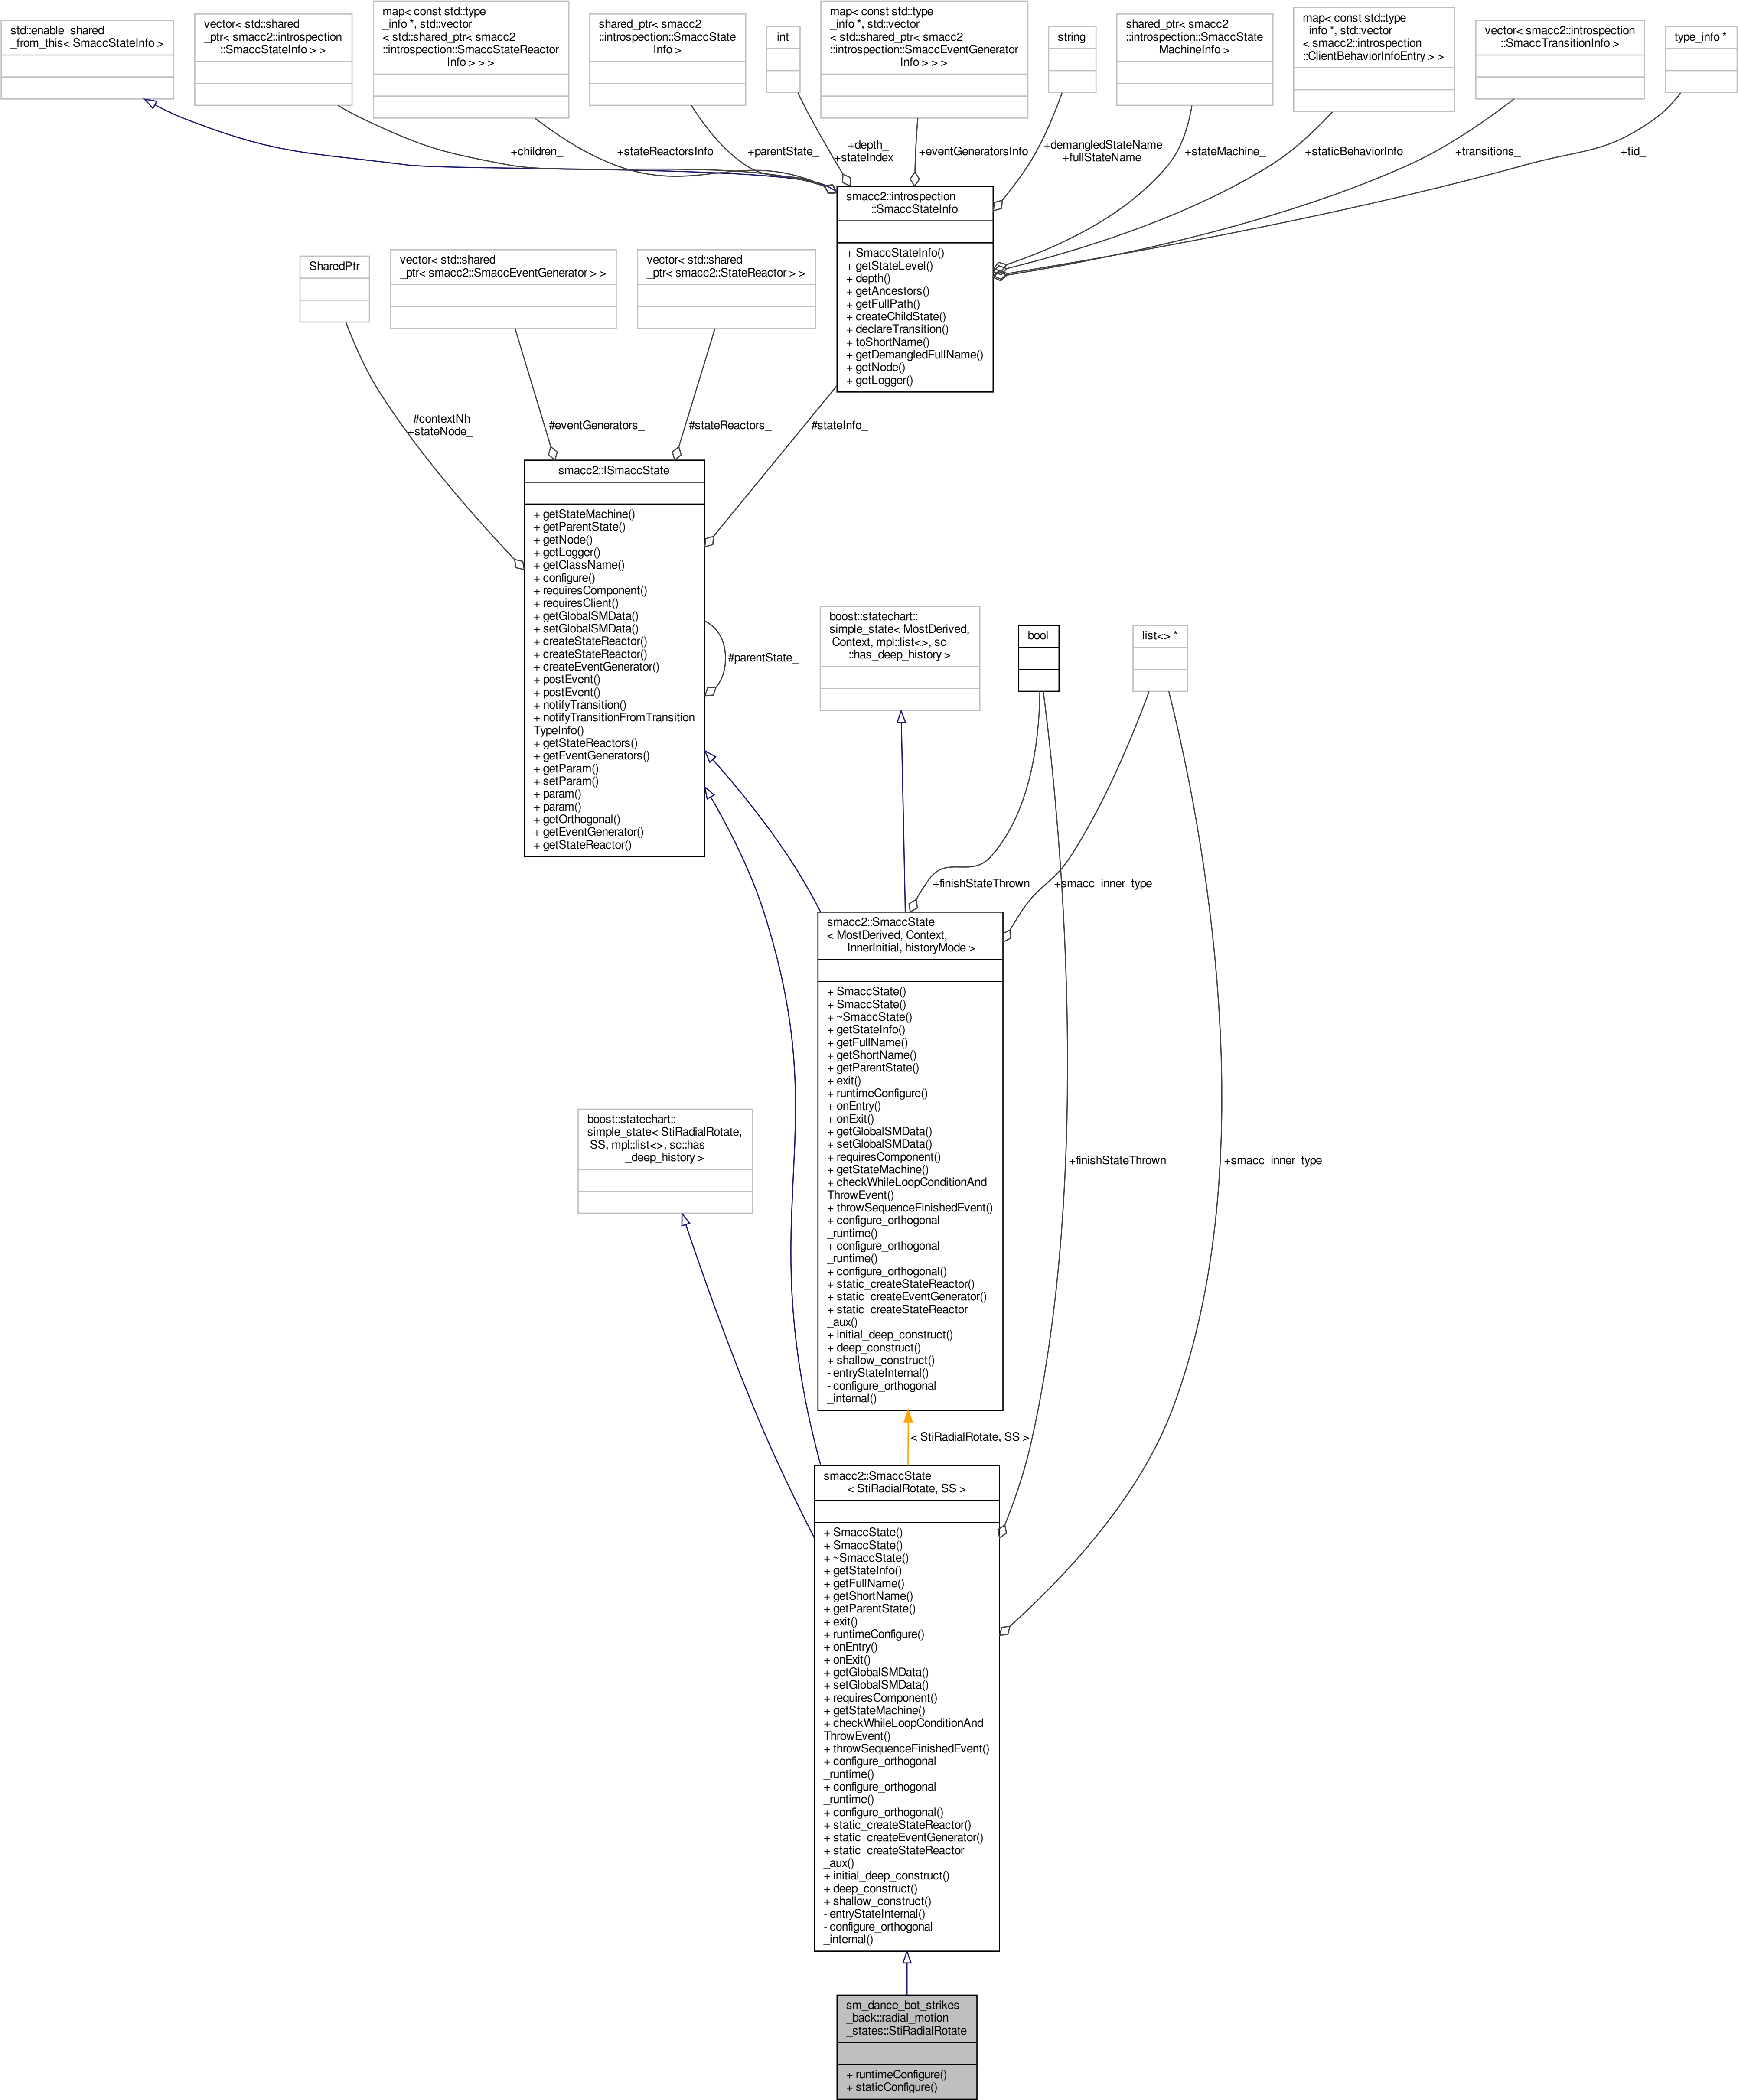 std::enable_shared
_from_this< SmaccStateInfo >
vector< std::shared
_ptr< smacc2::introspection
::SmaccStateInfo > >
map< const std::type
_info *, std::vector
< std::shared_ptr< smacc2
::introspection::SmaccStateReactor
Info > > >
shared_ptr< smacc2
::introspection::SmaccState
Info >
int
map< const std::type
_info *, std::vector
< std::shared_ptr< smacc2
::introspection::SmaccEventGenerator
Info > > >
string
shared_ptr< smacc2
::introspection::SmaccState
MachineInfo >
map< const std::type
_info *, std::vector
< smacc2::introspection
::ClientBehaviorInfoEntry > >
vector< smacc2::introspection
::SmaccTransitionInfo >
type_info *
+children_
+stateReactorsInfo
+parentState_
+depth_
+stateIndex_
+eventGeneratorsInfo
+demangledStateName
+fullStateName
+stateMachine_
+staticBehaviorInfo
+transitions_
+tid_
smacc2::introspection
::SmaccStateInfo
+ SmaccStateInfo()
+ getStateLevel()
+ depth()
+ getAncestors()
+ getFullPath()
+ createChildState()
+ declareTransition()
+ toShortName()
+ getDemangledFullName()
+ getNode()
+ getLogger()
SharedPtr
vector< std::shared
_ptr< smacc2::SmaccEventGenerator > >
vector< std::shared
_ptr< smacc2::StateReactor > >
#contextNh
+stateNode_
#eventGenerators_
#stateReactors_
#stateInfo_
smacc2::ISmaccState
+ getStateMachine()
+ getParentState()
+ getNode()
+ getLogger()
+ getClassName()
+ configure()
+ requiresComponent()
+ requiresClient()
+ getGlobalSMData()
+ setGlobalSMData()
+ createStateReactor()
+ createStateReactor()
+ createEventGenerator()
+ postEvent()
+ postEvent()
+ notifyTransition()
+ notifyTransitionFromTransition
TypeInfo()
+ getStateReactors()
+ getEventGenerators()
+ getParam()
+ setParam()
+ param()
+ param()
+ getOrthogonal()
+ getEventGenerator()
+ getStateReactor()
#parentState_
boost::statechart::
simple_state< MostDerived,
Context, mpl::list<>, sc
::has_deep_history >
bool
list<> *
+finishStateThrown
+smacc_inner_type
smacc2::SmaccState
< MostDerived, Context,
InnerInitial, historyMode >
+ SmaccState()
+ SmaccState()
+ ~SmaccState()
+ getStateInfo()
+ getFullName()
+ getShortName()
+ getParentState()
+ exit()
+ runtimeConfigure()
+ onEntry()
+ onExit()
+ getGlobalSMData()
+ setGlobalSMData()
+ requiresComponent()
+ getStateMachine()
+ checkWhileLoopConditionAnd
ThrowEvent()
+ throwSequenceFinishedEvent()
+ configure_orthogonal
_runtime()
+ configure_orthogonal
_runtime()
+ configure_orthogonal()
+ static_createStateReactor()
+ static_createEventGenerator()
+ static_createStateReactor
_aux()
+ initial_deep_construct()
+ deep_construct()
+ shallow_construct()
- entryStateInternal()
- configure_orthogonal
_internal()
boost::statechart::
simple_state< StiRadialRotate,
SS, mpl::list<>, sc::has
_deep_history >
+finishStateThrown
+smacc_inner_type
< StiRadialRotate, SS >
smacc2::SmaccState
< StiRadialRotate, SS >
+ SmaccState()
+ SmaccState()
+ ~SmaccState()
+ getStateInfo()
+ getFullName()
+ getShortName()
+ getParentState()
+ exit()
+ runtimeConfigure()
+ onEntry()
+ onExit()
+ getGlobalSMData()
+ setGlobalSMData()
+ requiresComponent()
+ getStateMachine()
+ checkWhileLoopConditionAnd
ThrowEvent()
+ throwSequenceFinishedEvent()
+ configure_orthogonal
_runtime()
+ configure_orthogonal
_runtime()
+ configure_orthogonal()
+ static_createStateReactor()
+ static_createEventGenerator()
+ static_createStateReactor
_aux()
+ initial_deep_construct()
+ deep_construct()
+ shallow_construct()
- entryStateInternal()
- configure_orthogonal
_internal()
sm_dance_bot_strikes
_back::radial_motion
_states::StiRadialRotate
+ runtimeConfigure()
+ staticConfigure()